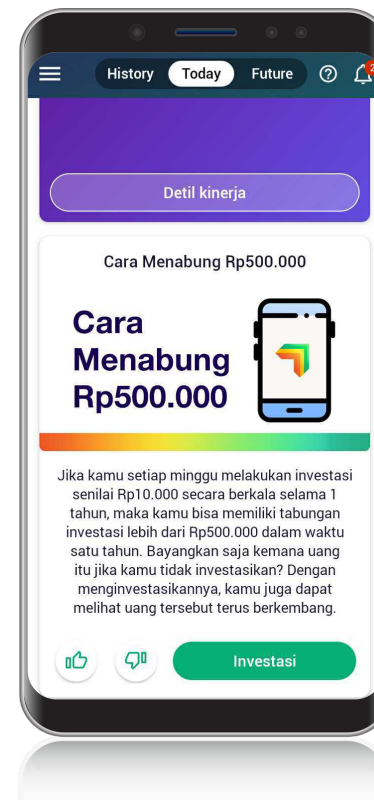 History Today Future
2
Detil kinerja
Cara Menabung Rp500.000
Cara
Menabung
Rp500.000
Jika kamu setiap minggu melakukan investasi
senilai Rp10.000 secara berkala selama 1
tahun, maka kamu bisa memiliki tabungan
investasi lebih dari Rp500.000 dalam waktu
satu tahun. Bayangkan saja kemana uang
itu jika kamu tidak investasikan? Dengan
menginvestasikannya, kamu juga dapat
melihat uang tersebut terus berkembang.
Investasi